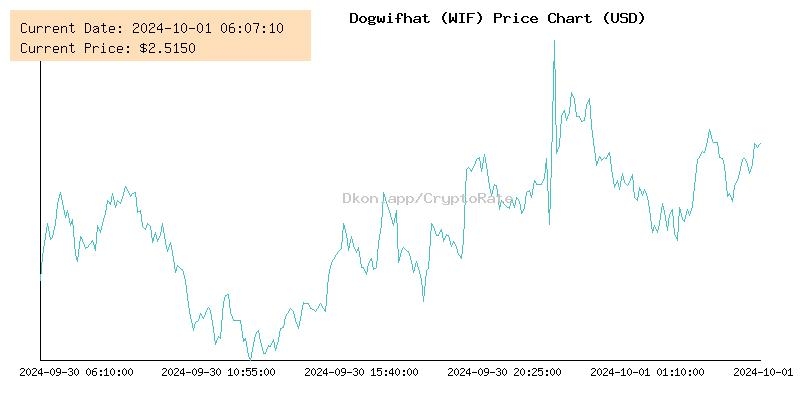 Dogwifhat (WIF) Price Chart (USD)
Current Date: 2024-10-01 06:07:10
Current Price: $2.5150
Dkon.app/CryptoRate
2024-09-30 06:10:00 2024-09-30 10:55:00 2024-09-30 15:40:00 2024-09-30 20:25:00 2024-10-01 01:10:00 2024-10-01